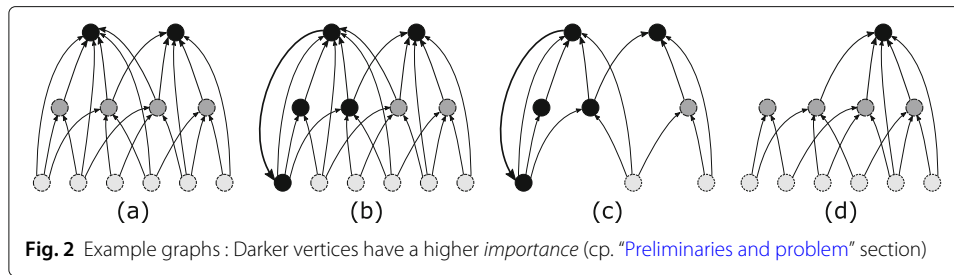 (a) (b) (c) (d)
Fig. 2 Example graphs : Darker vertices have a higher importance (cp. “Preliminaries and problem” section)